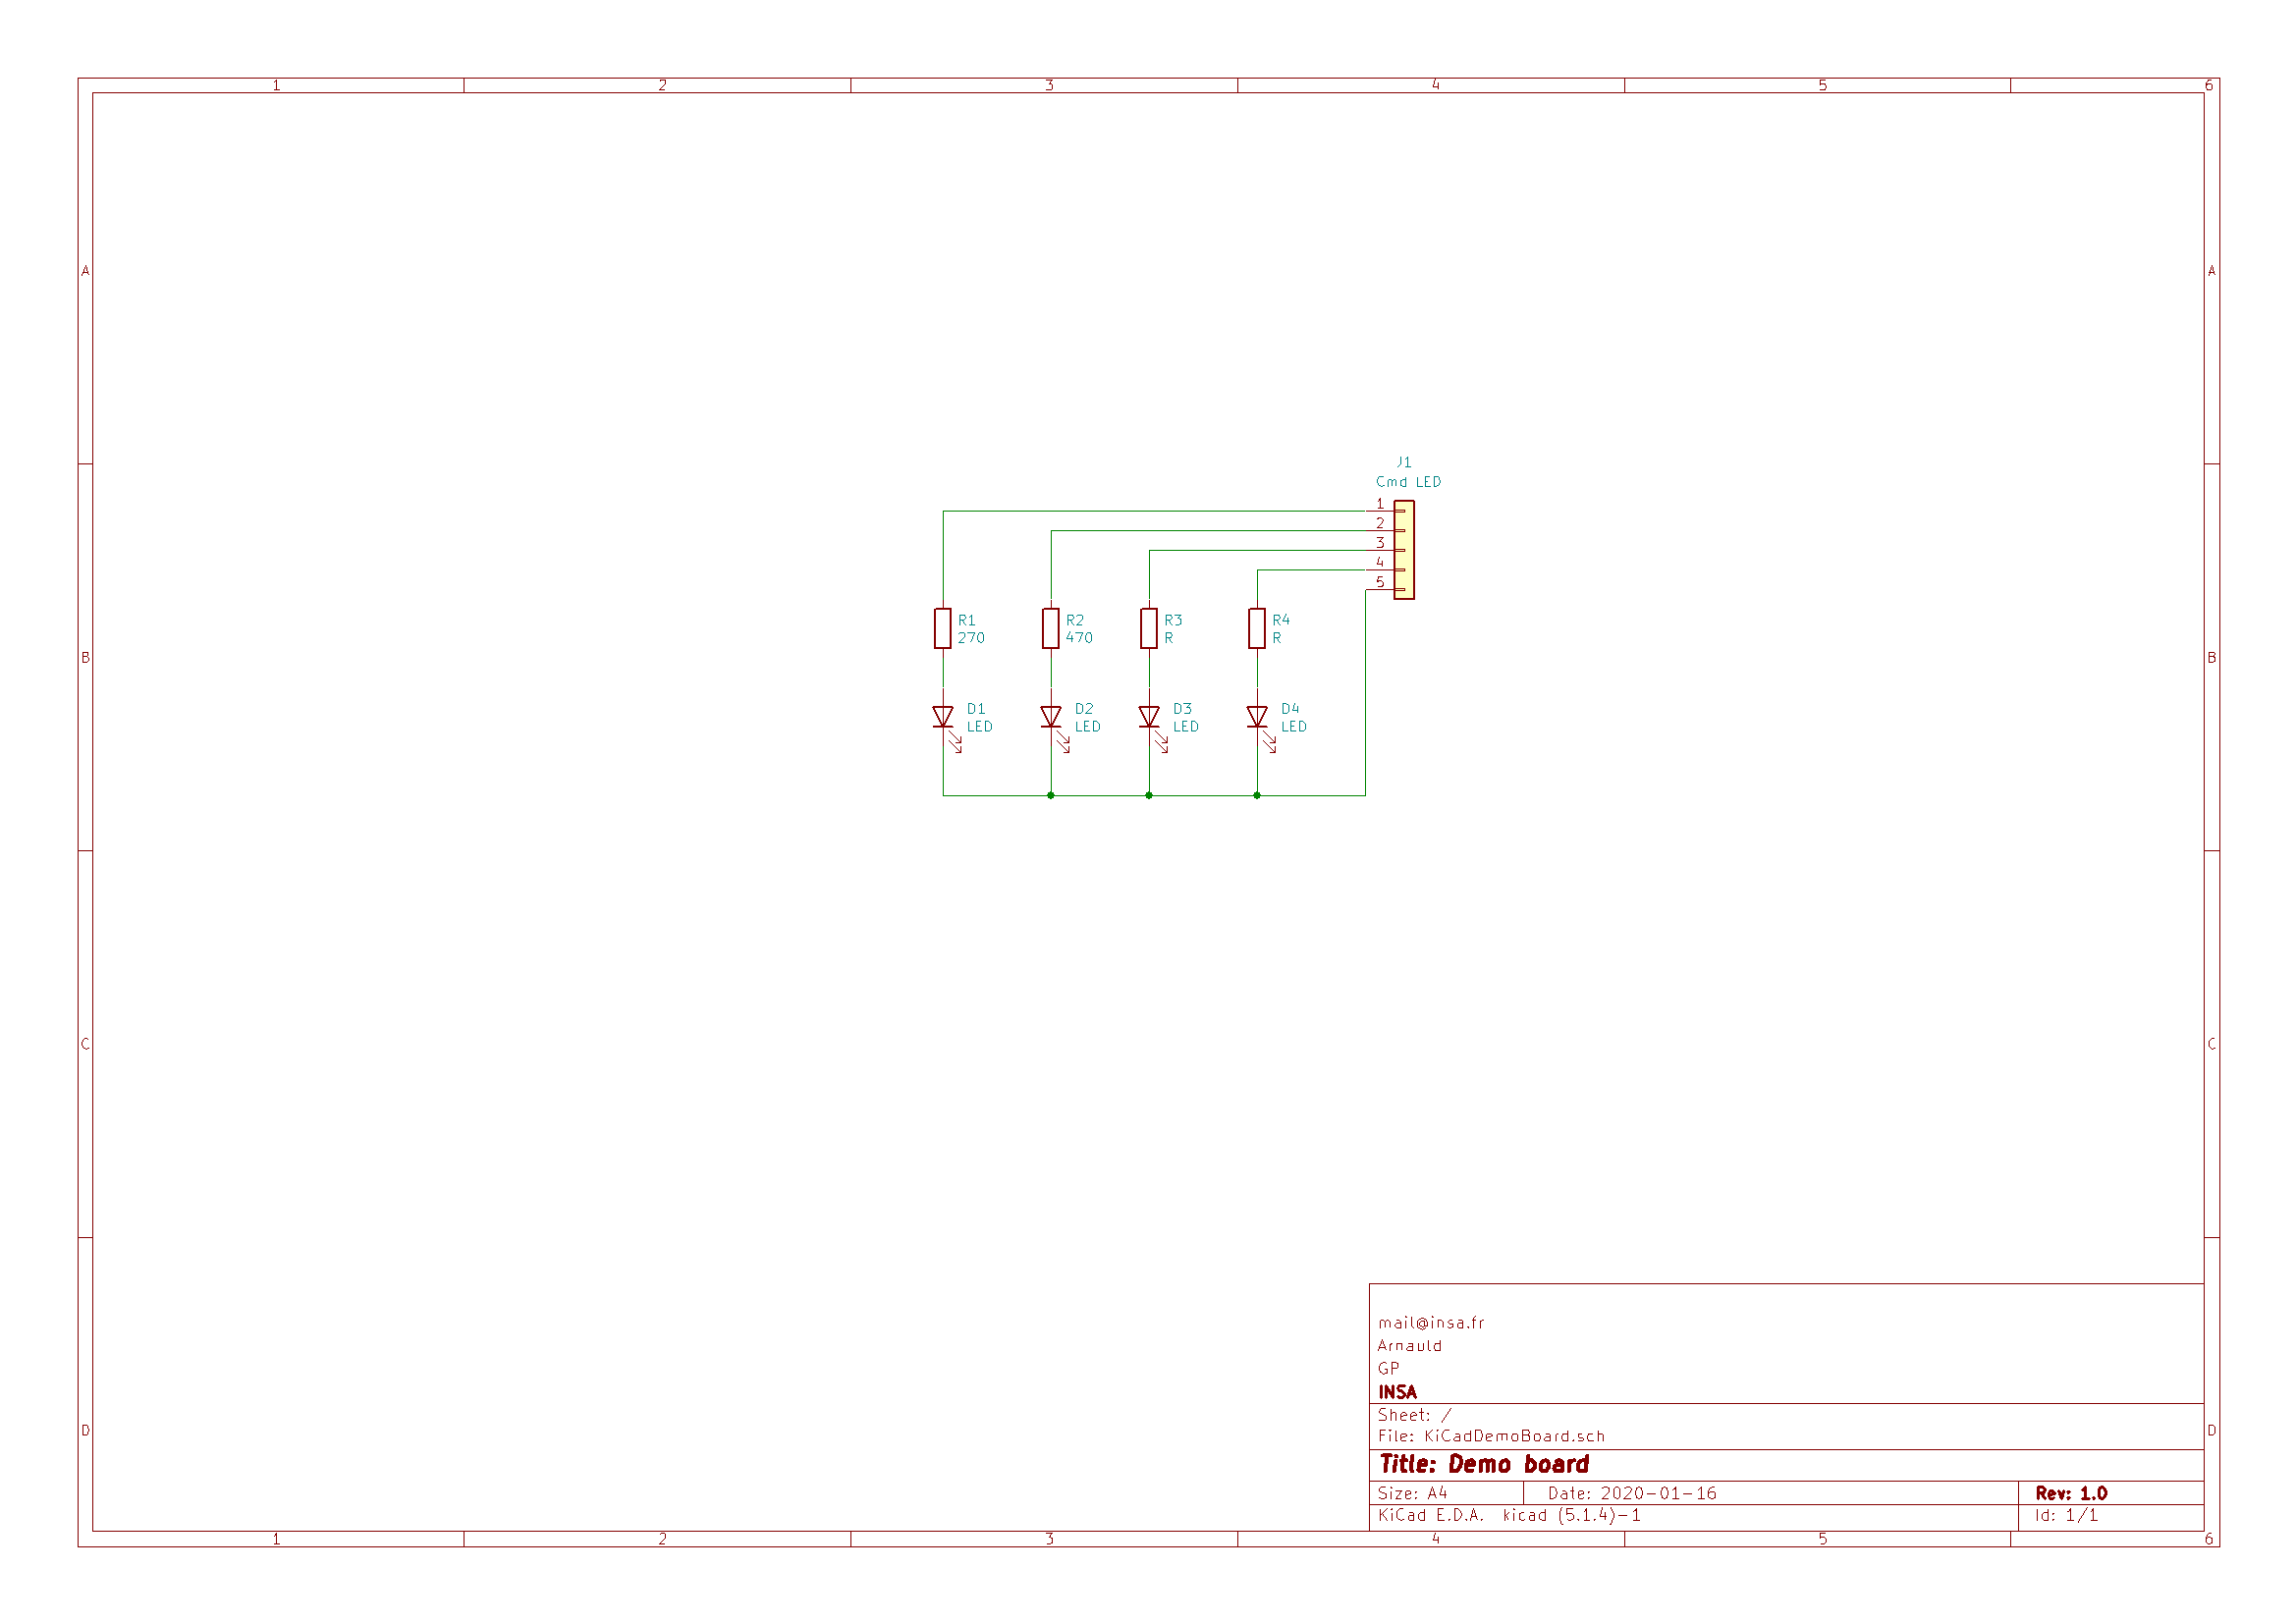 1 2 3 4 5 6
A A
J1
Cmd LED
1
2
3
4
5
R1 R2 R3 R4
270 470 R R
B B
D1 D2 D3 D4
LED LED LED LED
C C
mail@insa.fr
Arnauld
GP
INSA
Sheet: /
File: KiCadDemoBoard.sch
D D
Title: Demo board
Size: A4 Date: 2020-01-16 Rev: 1.0
KiCad E.D.A. kicad (5.1.4)-1 Id: 1/1
1 2 3 4 5 6